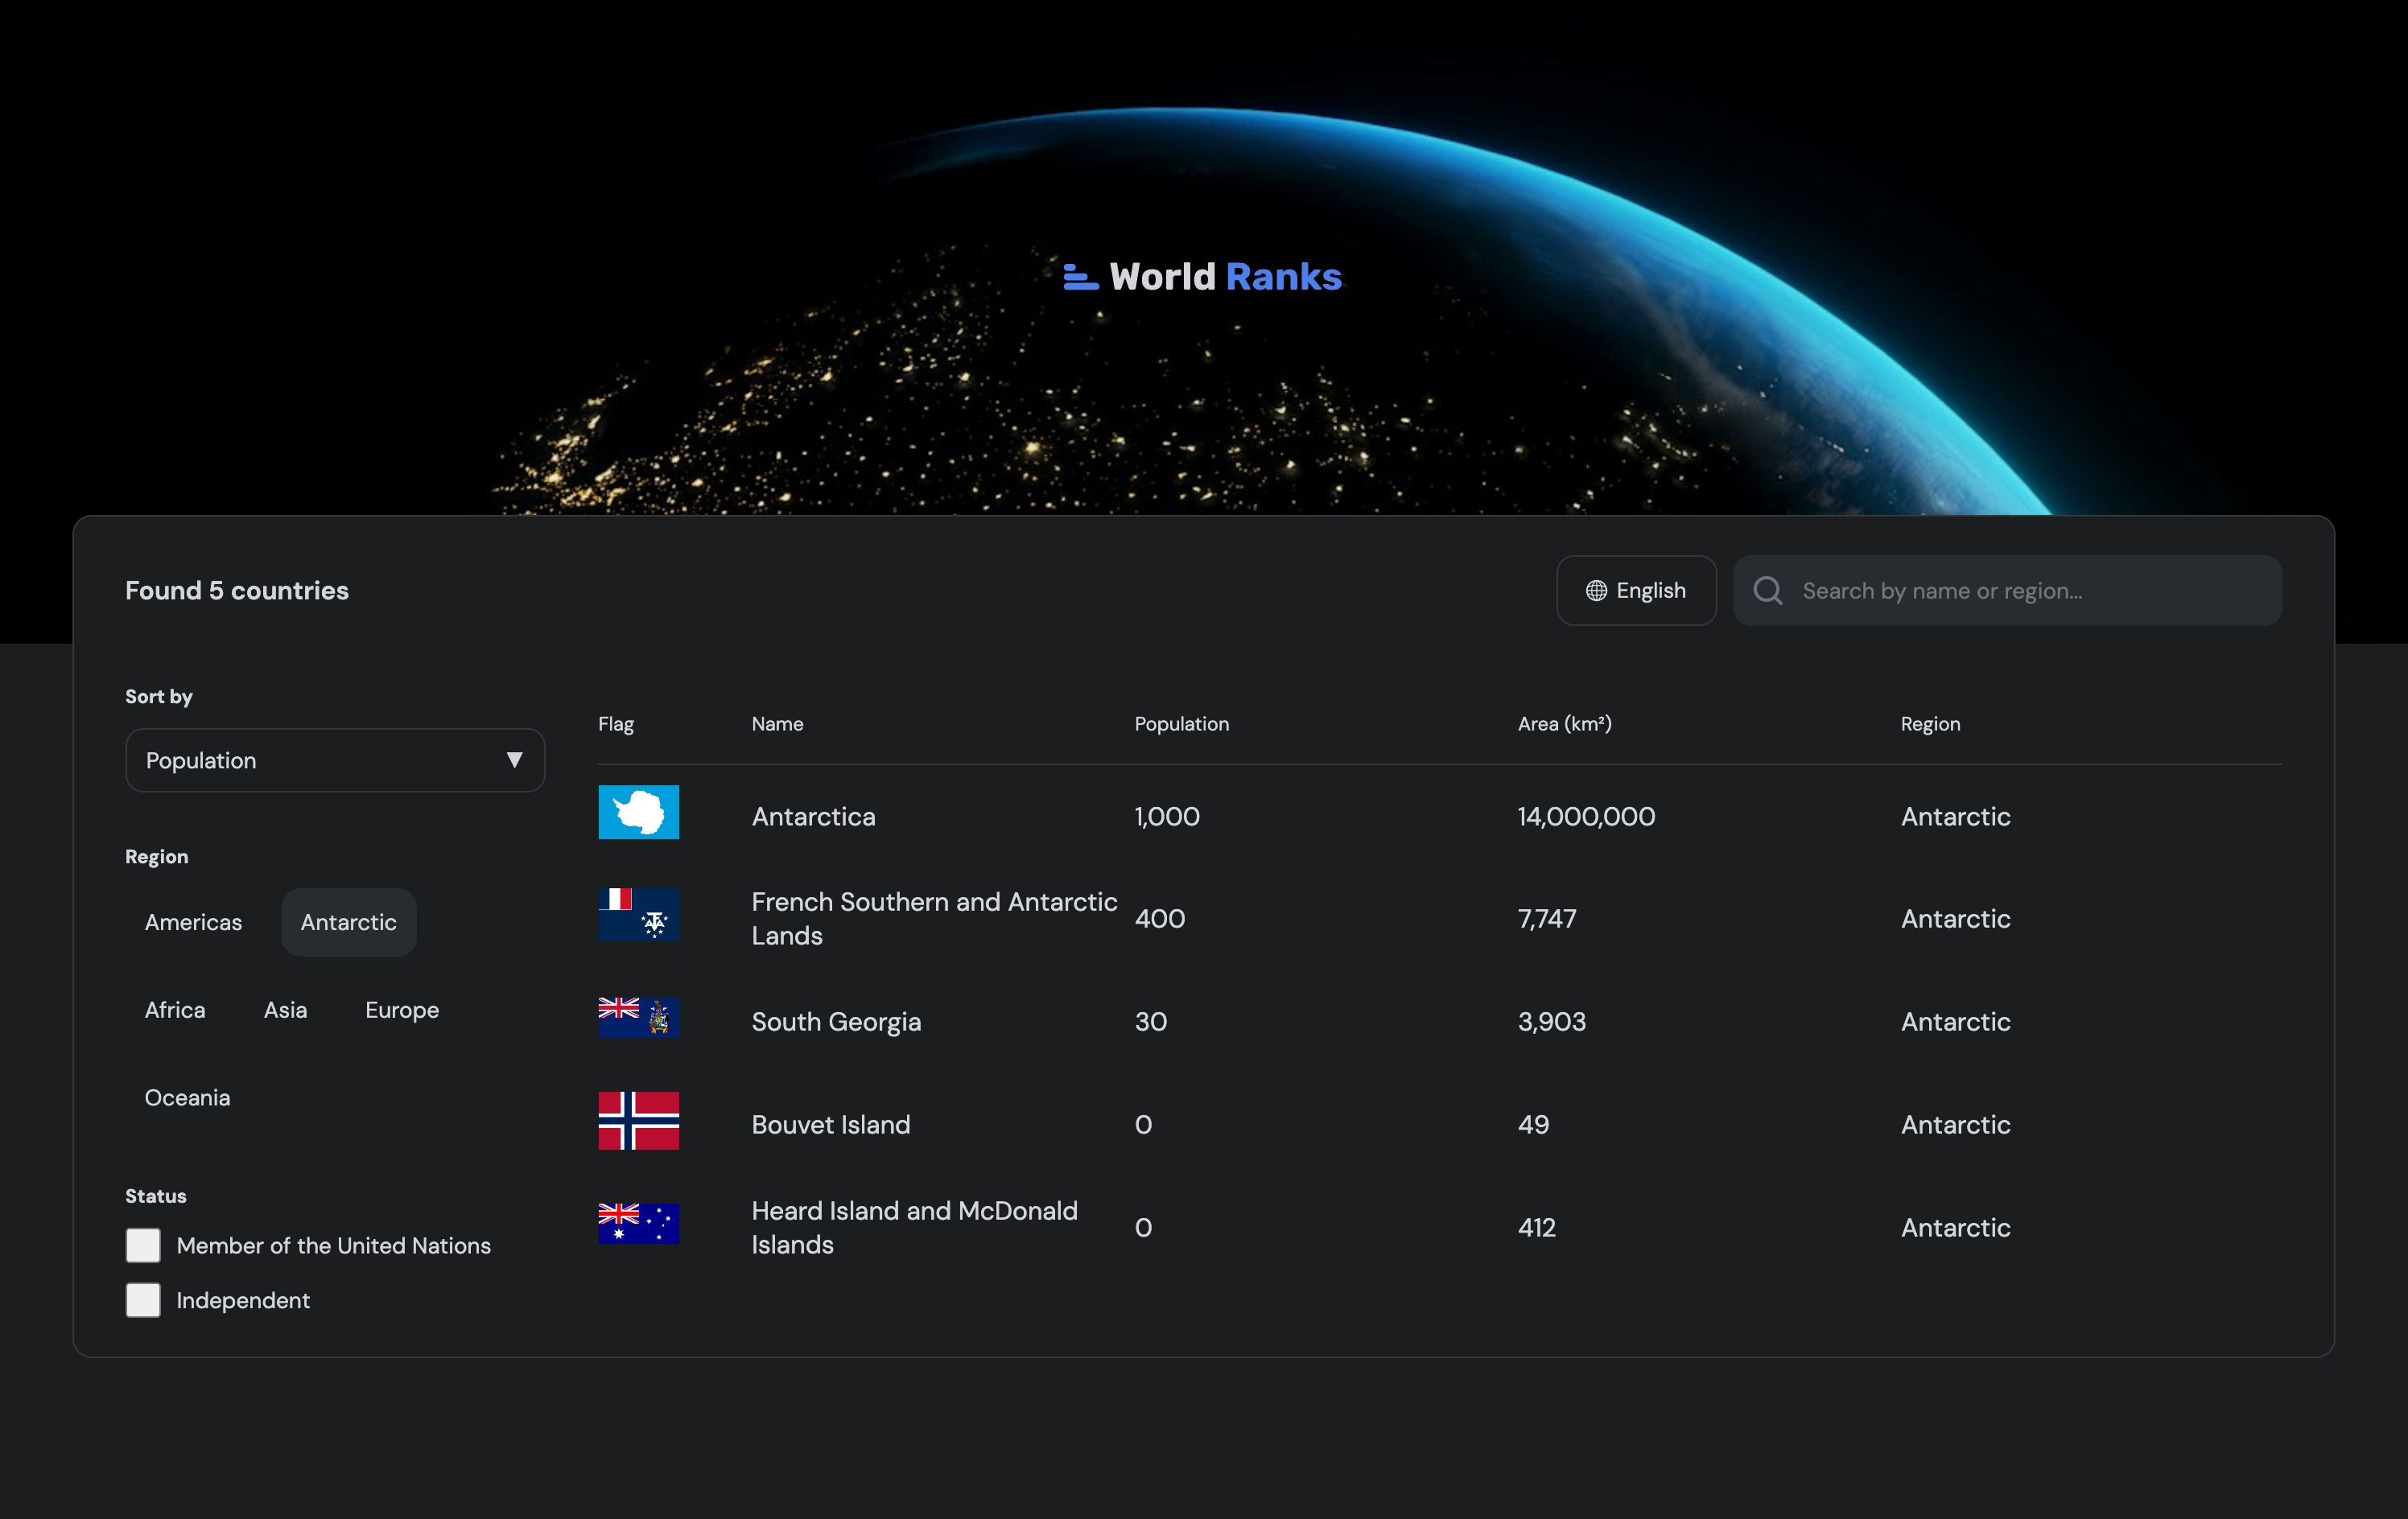 World Ranks
Found 5 countries
English
Search by name or region...
Sort by
Population
Region
Americas
Antarctic
Africa
Asia
Europe
Oceania
Status
Member of the United Nations
Independent
Flag Name Population Area (km²) Region
Antarctica 1,000 14,000,000 Antarctic
French Southern and Antarctic
Lands 400 7,747 Antarctic
South Georgia 30 3,903 Antarctic
Bouvet Island 0 49 Antarctic
Heard Island and McDonald
Islands 0 412 Antarctic